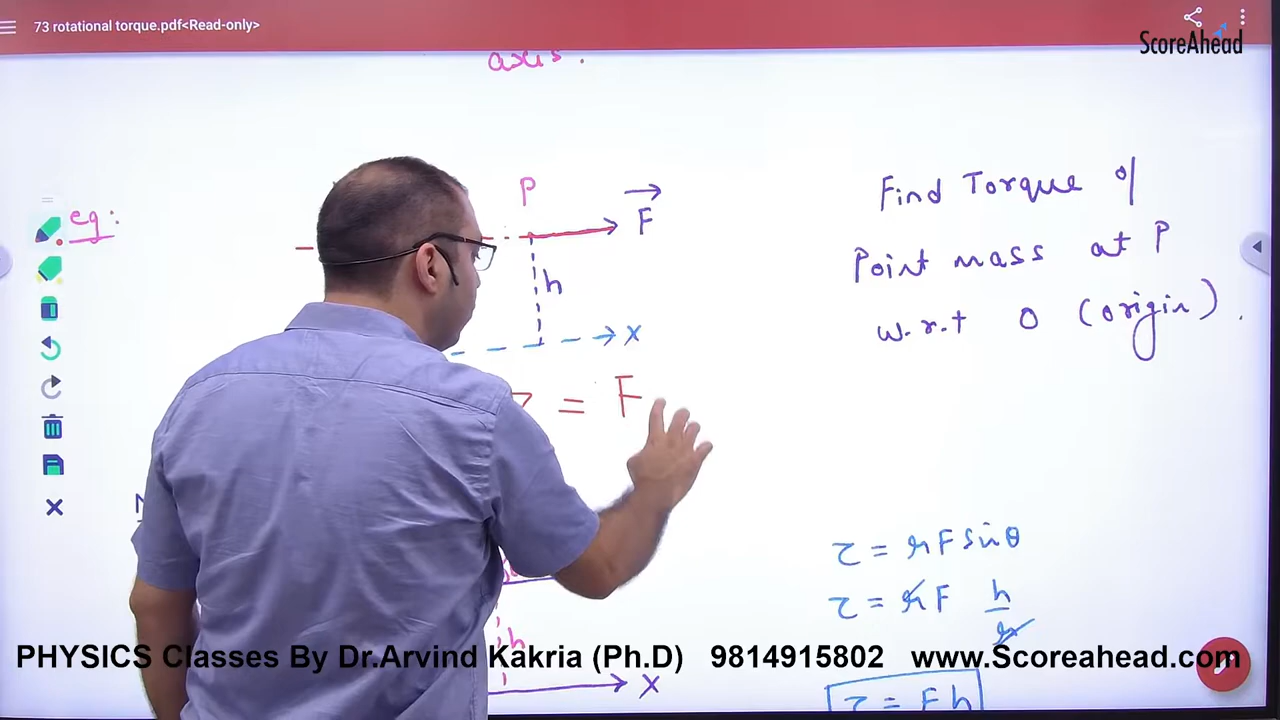 73 rotational torque.pdf<Read-only>
ScoreAhead
axis.
eg:
P
F
h
X
= F
Find Torque of
Point mass at P
w.r.t O (origin).
τ = rF sinθ
τ = rF h/r
τ = Fh
h
X
PHYSICS Classes By Dr.Arvind Kakria (Ph.D) 9814915802 www.Scoreahead.com